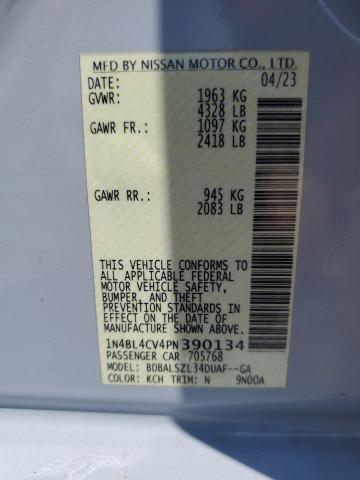 MFD BY NISSAN MOTOR CO., LTD.
DATE: 04/23
GVWR: 1963 KG
4328 LB
GAWR FR.: 1097 KG
2418 LB
GAWR RR.: 945 KG
2083 LB
THIS VEHICLE CONFORMS TO
ALL APPLICABLE FEDERAL
MOTOR VEHICLE SAFETY,
BUMPER, AND THEFT
PREVENTION STANDARDS IN
EFFECT ON THE DATE OF
MANUFACTURE SHOWN ABOVE.
1N4BL4CV4PN390134
PASSENGER CAR 705768
MODEL: BDBALSZL34DUAF--GA
COLOR: KCH TRIM: N 9N00A